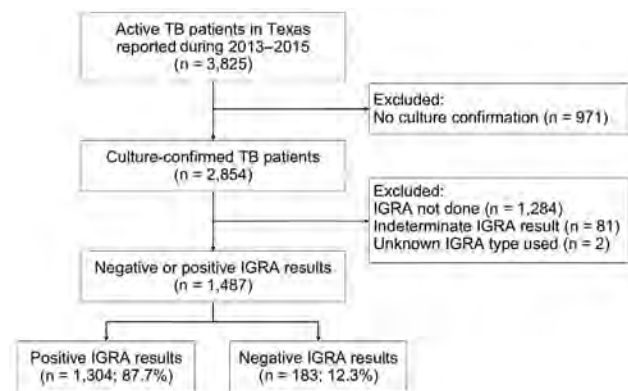 Active TB patients in Texas
reported during 2013–2015
(n = 3,825)
Excluded:
No culture confirmation (n = 971)
Culture-confirmed TB patients
(n = 2,854)
Excluded:
IGRA not done (n = 1,284)
Indeterminate IGRA result (n = 81)
Unknown IGRA type used (n = 2)
Negative or positive IGRA results
(n = 1,487)
Positive IGRA results
(n = 1,304; 87.7%)
Negative IGRA results
(n = 183; 12.3%)